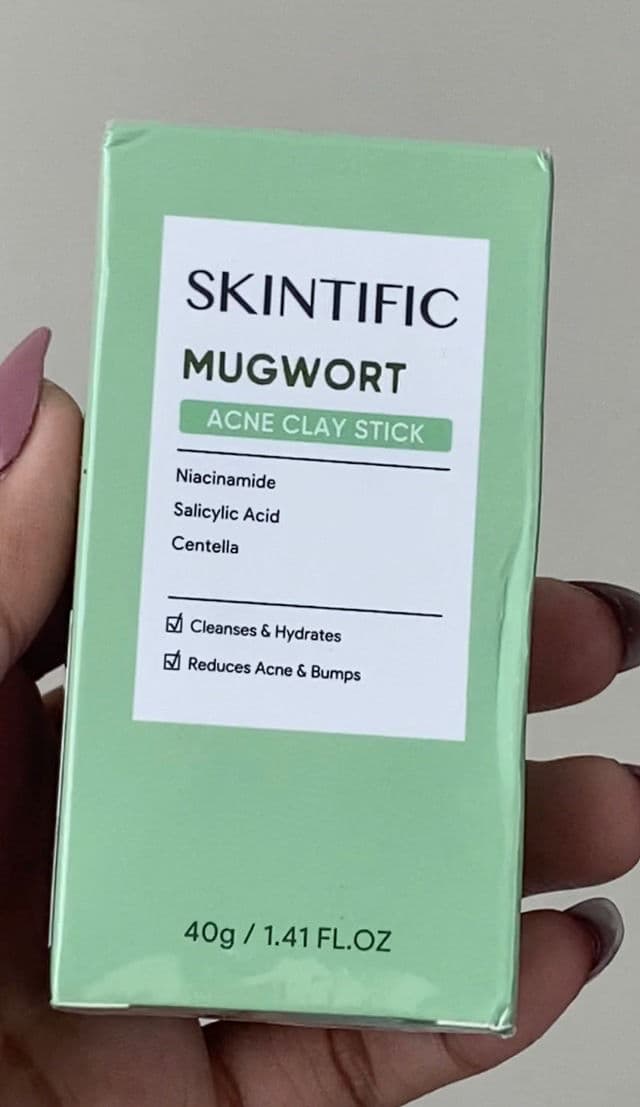 SKINTIFIC
MUGWORT
ACNE CLAY STICK
Niacinamide
Salicylic Acid
Centella
Cleanses & Hydrates
Reduces Acne & Bumps
40g / 1.41 FL.OZ